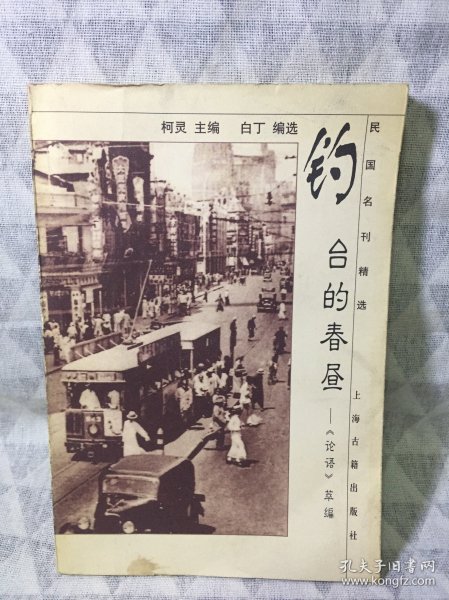 柯灵 主编 白丁 编选
民国名刊精选
钓台的春昼
——《论语》萃编
上海古籍出版社
孔夫子旧书网
www.kongfz.com